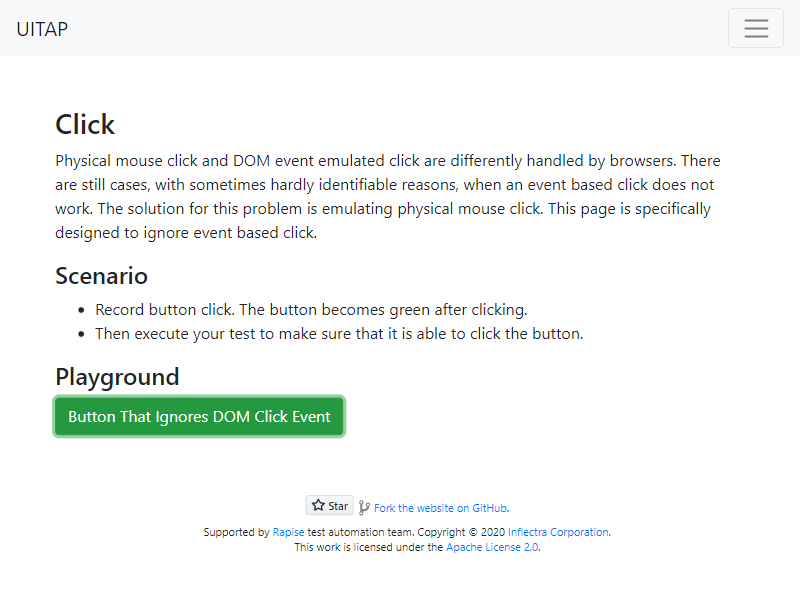 UITAP
Click
Physical mouse click and DOM event emulated click are differently handled by browsers. There
are still cases, with sometimes hardly identifiable reasons, when an event based click does not
work. The solution for this problem is emulating physical mouse click. This page is specifically
designed to ignore event based click.
Scenario
Record button click. The button becomes green after clicking.
Then execute your test to make sure that it is able to click the button.
Playground
Button That Ignores DOM Click Event
Star Fork the website on GitHub.
Supported by Rapise test automation team. Copyright © 2020 Inflectra Corporation.
This work is licensed under the Apache License 2.0.